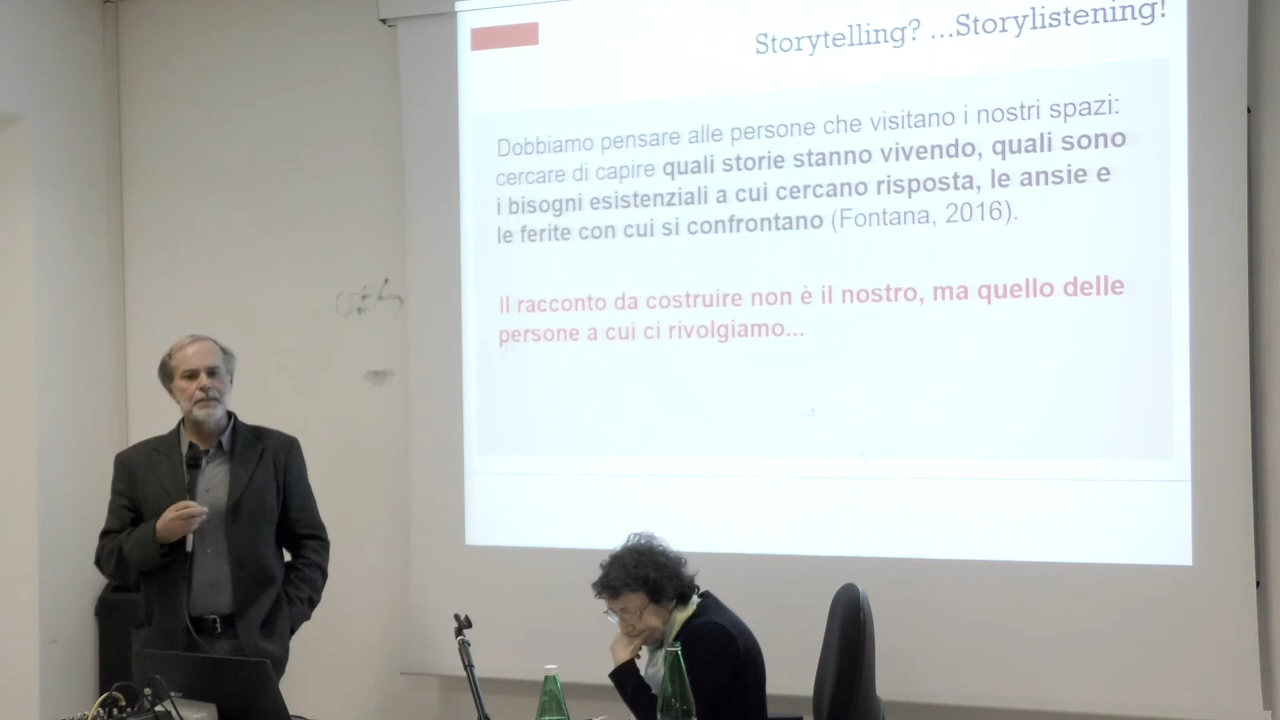 Storytelling? ...Storylistening!
Dobbiamo pensare alle persone che visitano i nostri spazi:
cercare di capire quali storie stanno vivendo, quali sono
i bisogni esistenziali a cui cercano risposta, le ansie e
le ferite con cui si confrontano (Fontana, 2016).
Il racconto da costruire non è il nostro, ma quello delle
persone a cui ci rivolgiamo...